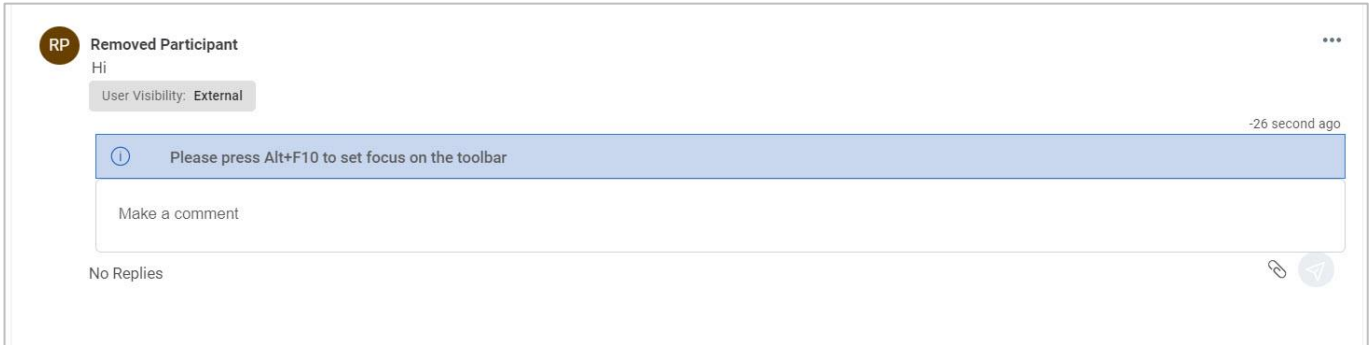 RP
Removed Participant
Hi
User Visibility: External
-26 second ago
Please press Alt+F10 to set focus on the toolbar
Make a comment
No Replies